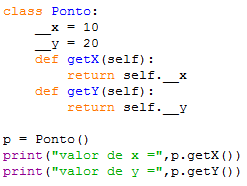 class Ponto:
    __x = 10
    __y = 20
    def getX(self):
        return self.__x
    def getY(self):
        return self.__y

p = Ponto()
print("valor de x =",p.getX())
print("valor de y =",p.getY())